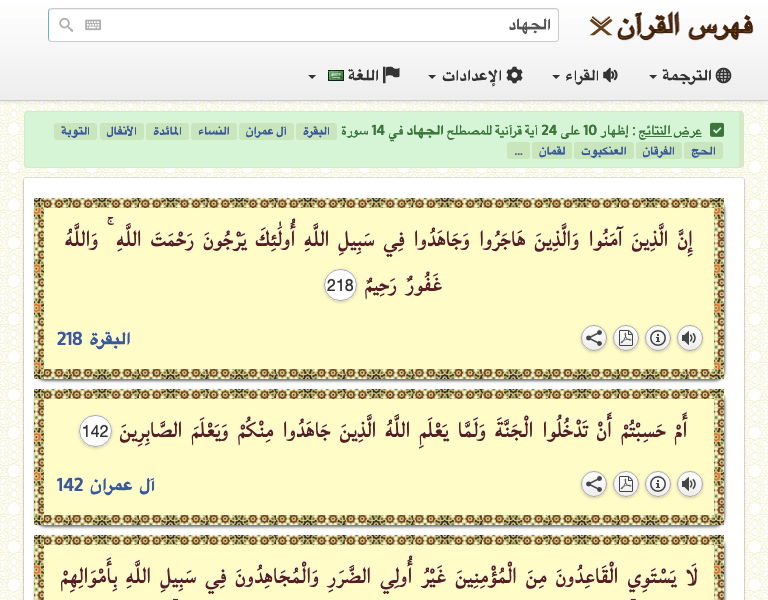 فهرس القرآن
الجهاد
الترجمة القراء الإعدادات اللغة
عرض النتائج : إظهار 10 على 24 آية قرآنية للمصطلح الجهاد في 14 سورة البقرة آل عمران النساء المائدة الأنفال التوبة
الحج الفرقان العنكبوت لقمان ...
إِنَّ الَّذِينَ آمَنُوا وَالَّذِينَ هَاجَرُوا وَجَاهَدُوا فِي سَبِيلِ اللَّهِ أُولَٰئِكَ يَرْجُونَ رَحْمَتَ اللَّهِ ۚ وَاللَّهُ
غَفُورٌ رَحِيمٌ 218
البقرة 218
أَمْ حَسِبْتُمْ أَنْ تَدْخُلُوا الْجَنَّةَ وَلَمَّا يَعْلَمِ اللَّهُ الَّذِينَ جَاهَدُوا مِنْكُمْ وَيَعْلَمَ الصَّابِرِينَ 142
آل عمران 142
لَا يَسْتَوِي الْقَاعِدُونَ مِنَ الْمُؤْمِنِينَ غَيْرُ أُولِي الضَّرَرِ وَالْمُجَاهِدُونَ فِي سَبِيلِ اللَّهِ بِأَمْوَالِهِمْ